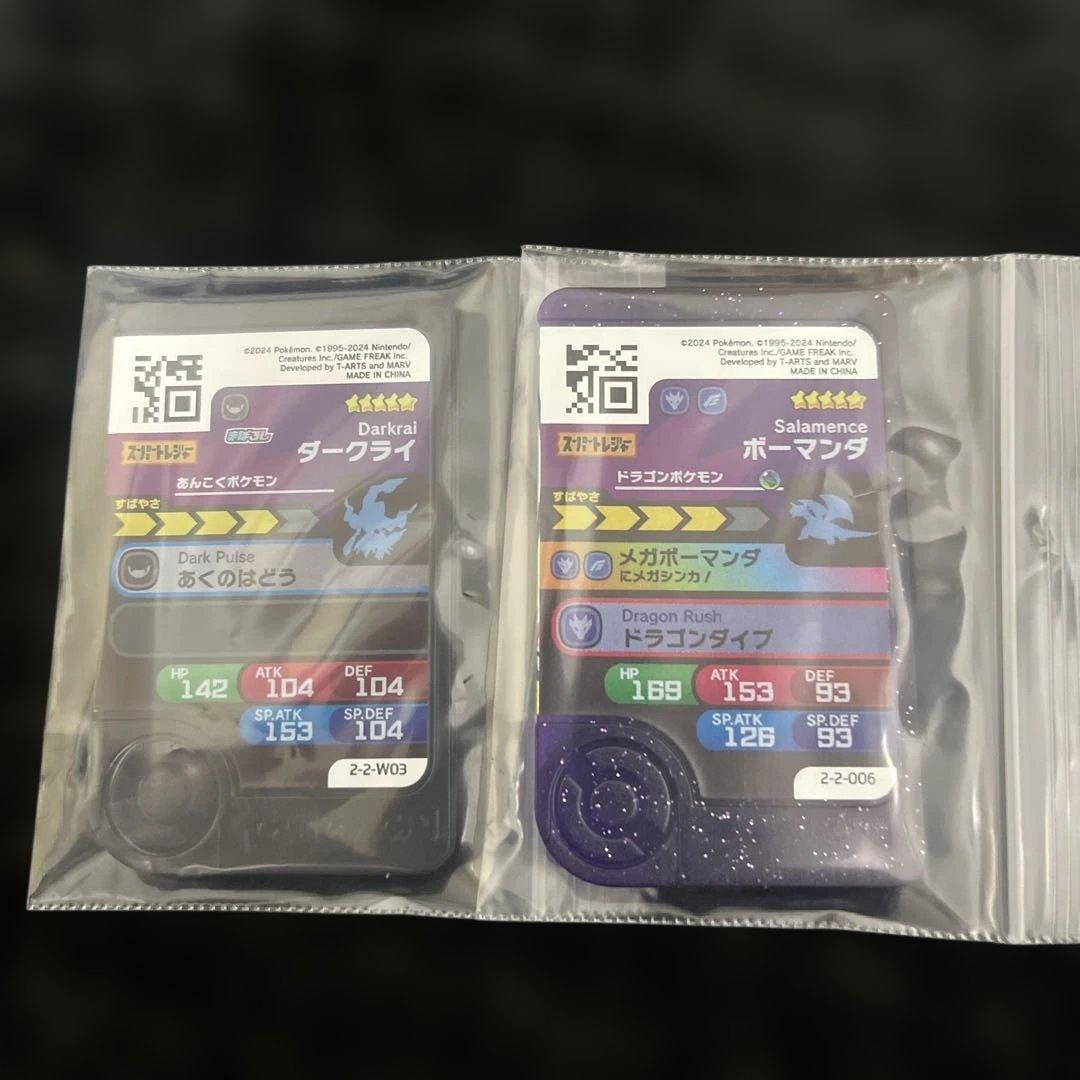 ©2024 Pokémon. ©1995-2024 Nintendo/
Creatures Inc./GAME FREAK inc.
Developed by T-ARTS and MARV
MADE IN CHINA
Darkrai
スーパートレジャー
まぼろし
ダークライ
あんこくポケモン
すばやさ
Dark Pulse
あくのはどう
HP 142
ATK 104
DEF 104
SP.ATK 153
SP.DEF 104
2-2-W03
©2024 Pokémon. ©1995-2024 Nintendo/
Creatures Inc./GAME FREAK inc.
Developed by T-ARTS and MARV
MADE IN CHINA
Salamence
スーパートレジャー
ボーマンダ
ドラゴンポケモン
すばやさ
メガボーマンダ
にメガシンカ!
Dragon Rush
ドラゴンダイブ
HP 169
ATK 153
DEF 93
SP.ATK 126
SP.DEF 93
2-2-006